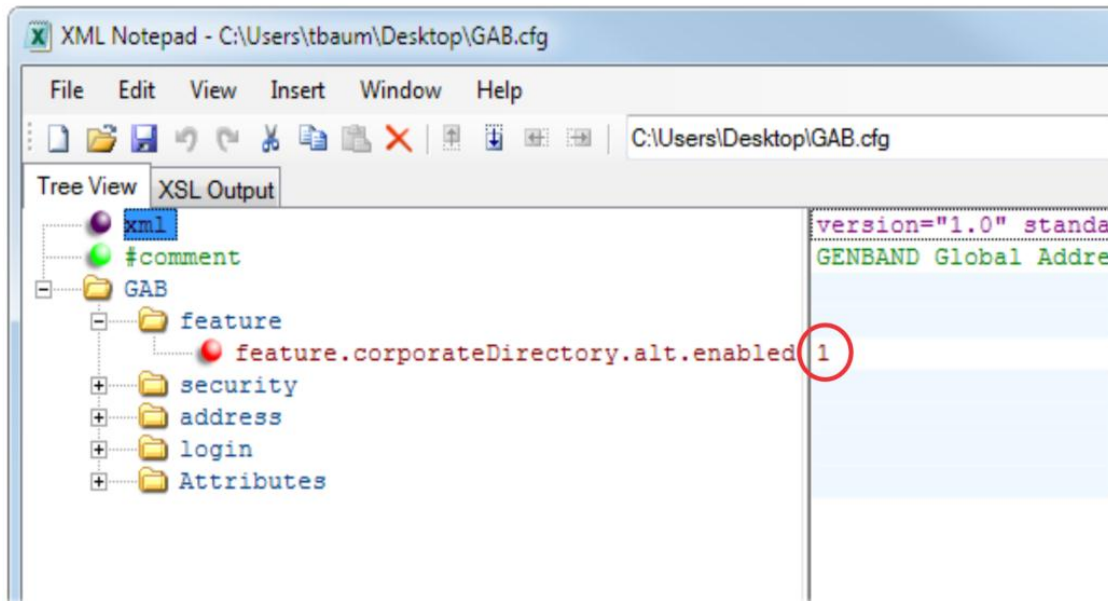 XML Notepad - C:\Users\tbaum\Desktop\GAB.cfg
File Edit View Insert Window Help
C:\Users\Desktop\GAB.cfg
Tree View XSL Output
xml version="1.0" standa
#comment GENBAND Global Addre
GAB
feature
feature.corporateDirectory.alt.enabled 1
security
address
login
Attributes